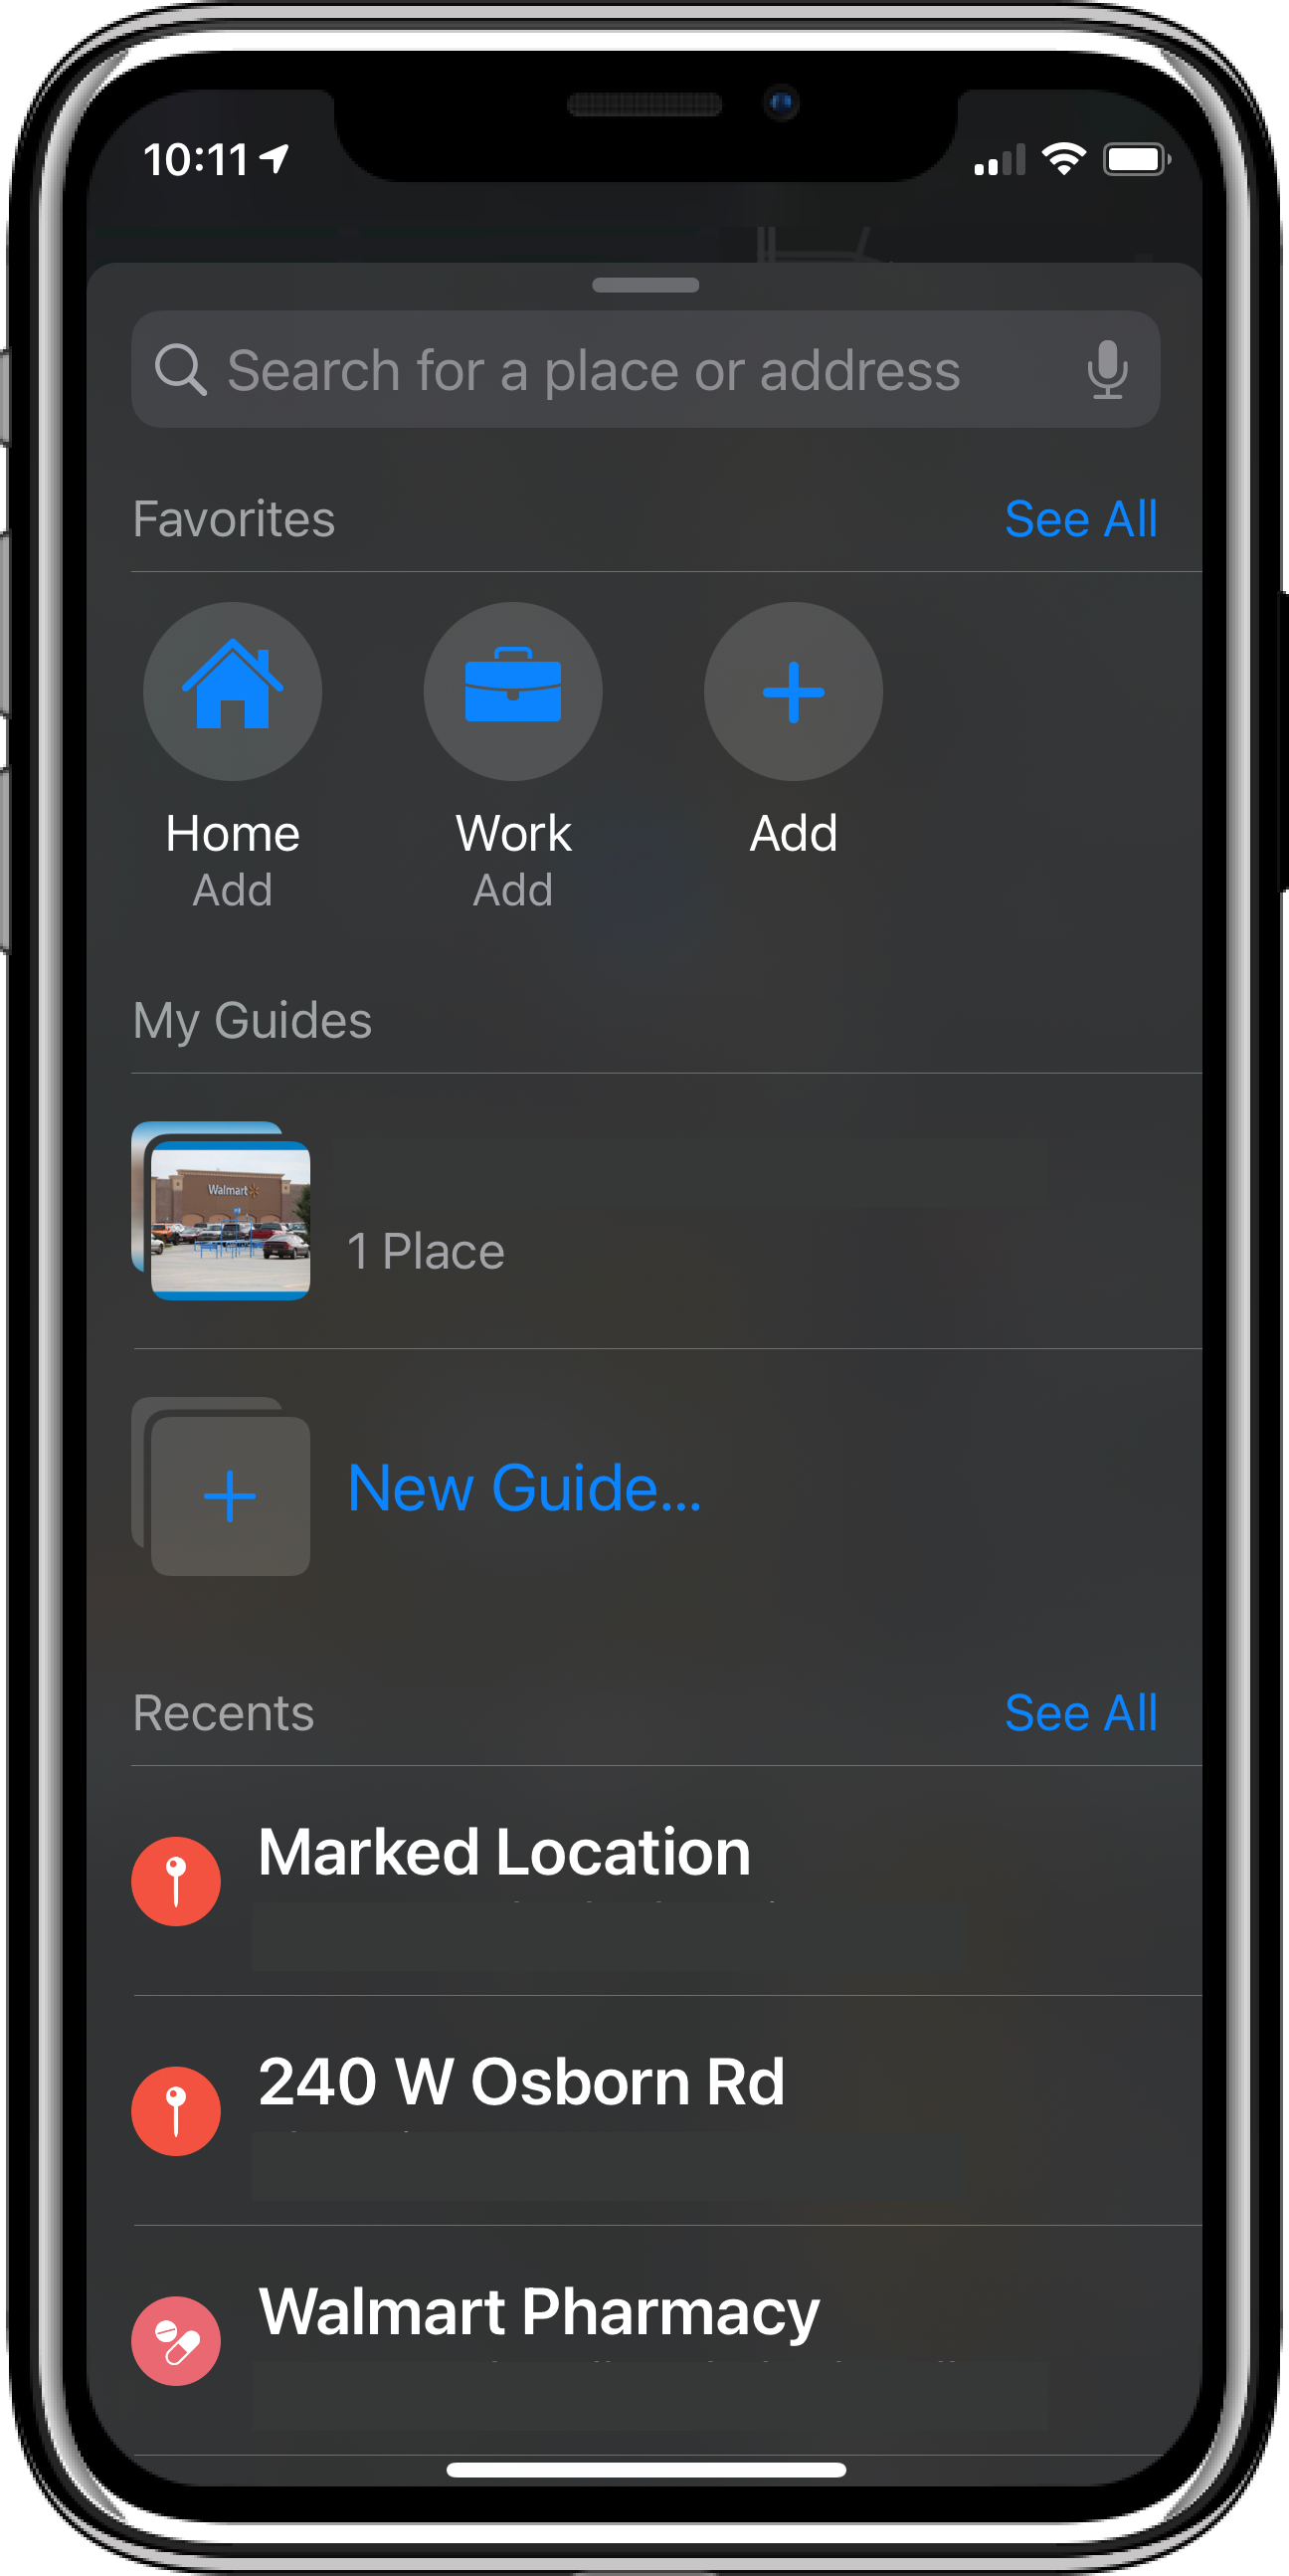 10:11
Search for a place or address
Favorites
See All
Home
Work
Add
Add
Add
My Guides
Walmart
1 Place
New Guide...
Recents
See All
Marked Location
240 W Osborn Rd
Walmart Pharmacy